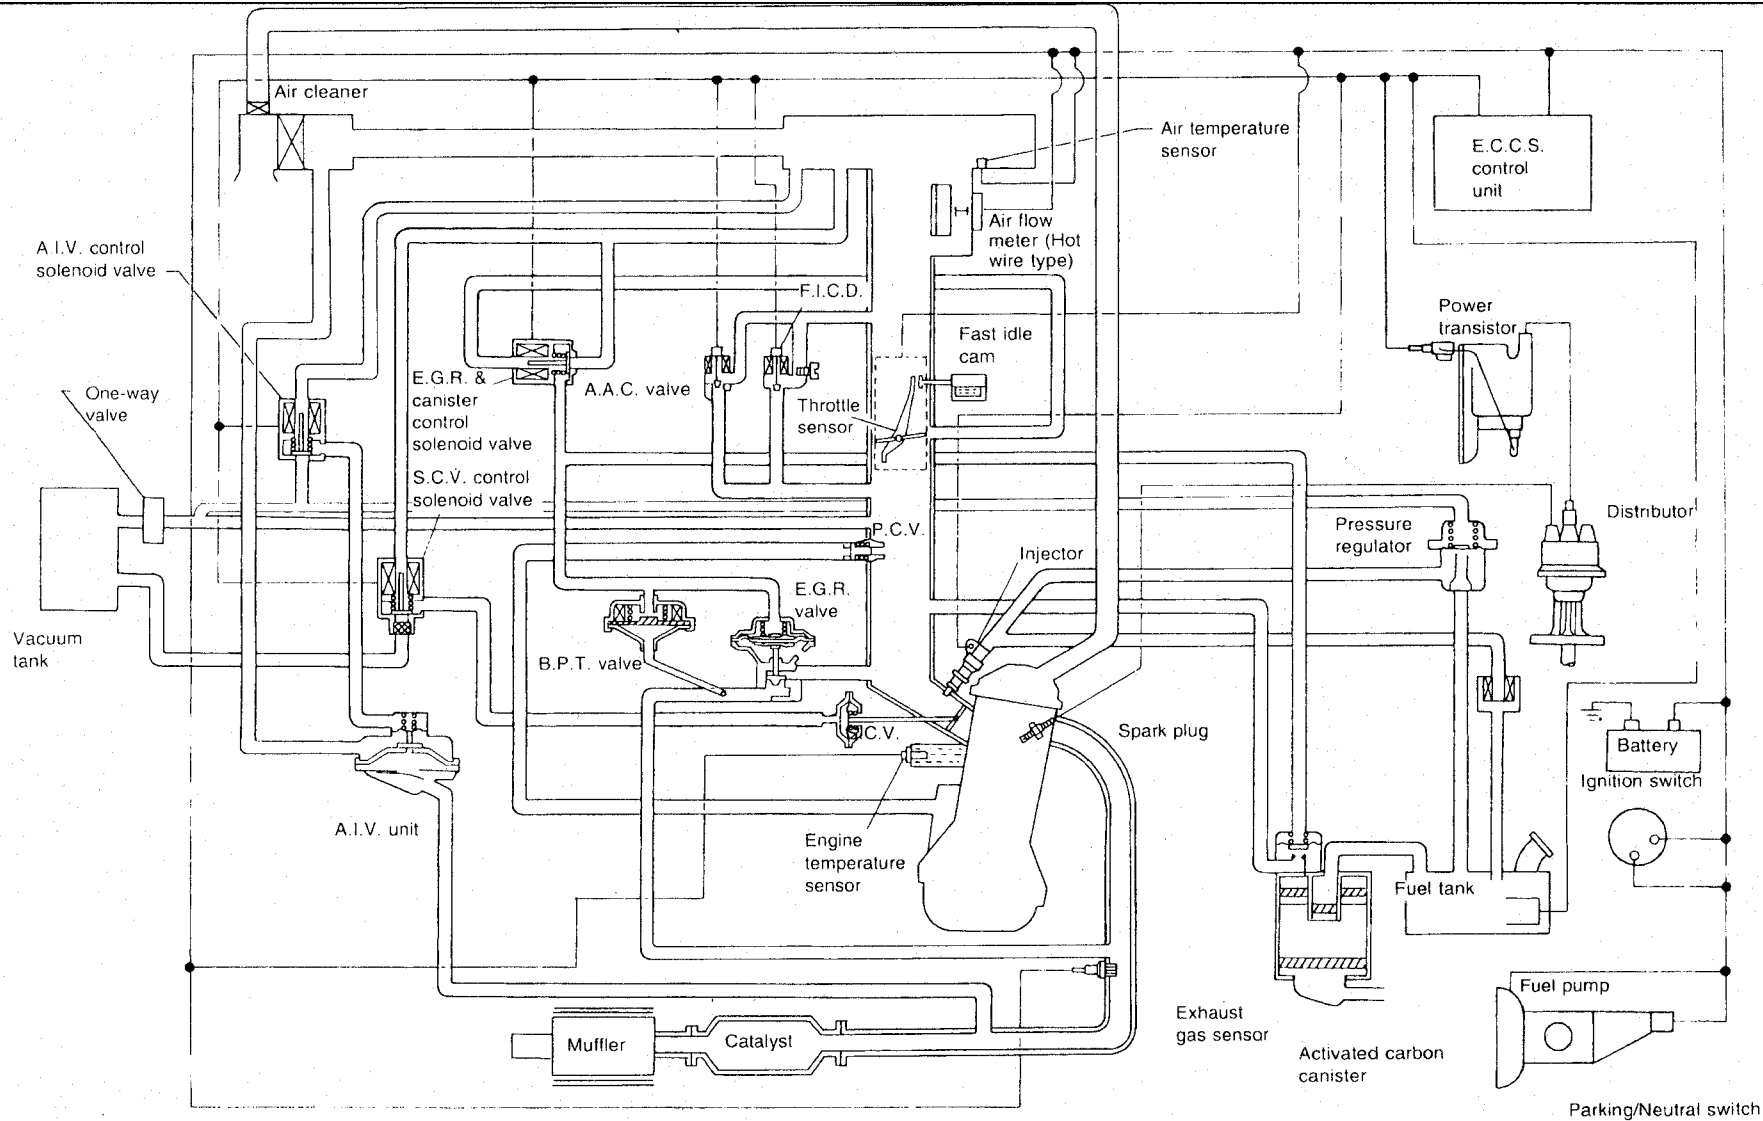 Air cleaner
Air temperature
sensor
E.C.C.S.
control
unit
Air flow
meter (Hot
wire type)
A.I.V. control
solenoid valve
F.I.C.D.
Power
transistor
Fast idle
cam
One-way
valve
E.G.R. &
canister
control
solenoid valve
A.A.C. valve
Throttle
sensor
S.C.V. control
solenoid valve
P.C.V.
Pressure
regulator
Distributor
Injector
E.G.R.
valve
Vacuum
tank
B.P.T. valve
C.V.
Spark plug
Battery
Ignition switch
A.I.V. unit
Engine
temperature
sensor
Fuel tank
Fuel pump
Exhaust
gas sensor
Muffler
Catalyst
Activated carbon
canister
Parking/Neutral switch